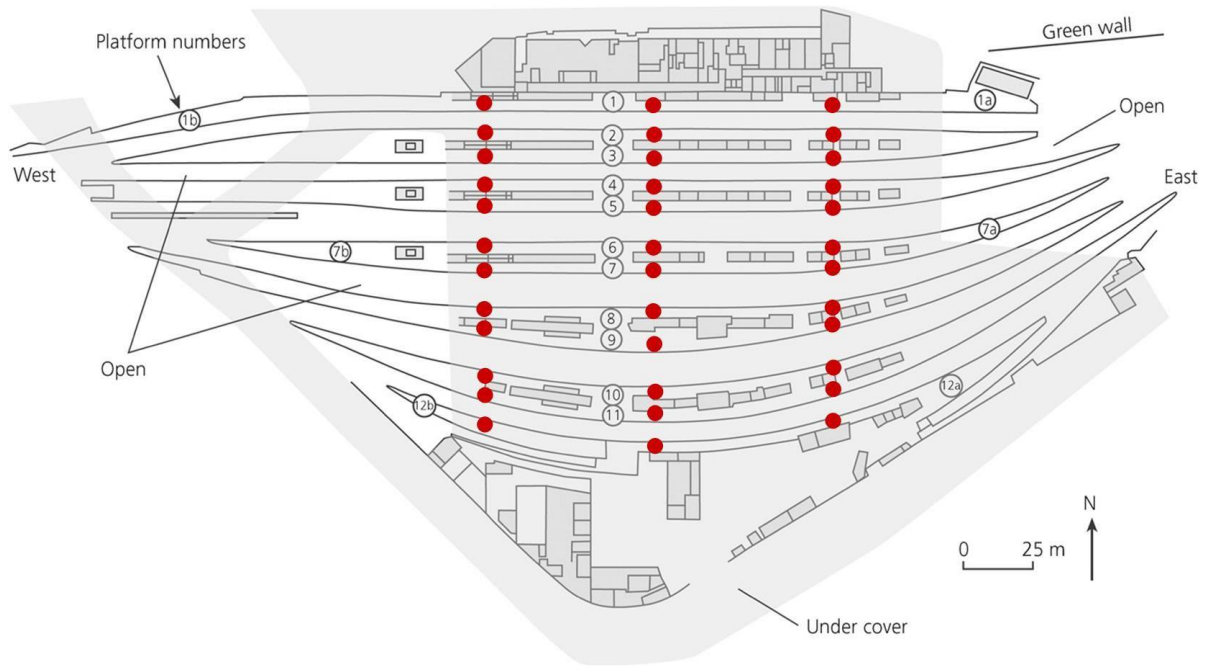 Green wall
Platform numbers
1
1a
Open
1b
2
3
West
4
East
5
7a
6
7b
7
8
9
Open
10
12a
12b
11
N
0 25 m
Under cover